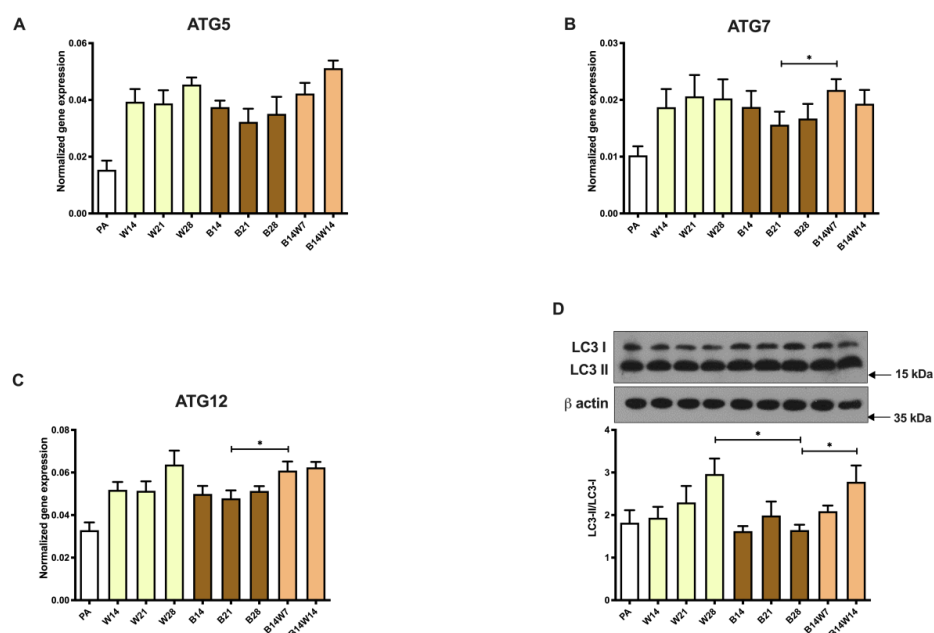 A
ATG5
Normalized gene expression
0.06
0.04
0.02
0.00
PA
W14
W21
W28
B14
B21
B28
B14W7
B14W14
B
ATG7
Normalized gene expression
0.03
0.02
0.01
0.00
*
PA
W14
W21
W28
B14
B21
B28
B14W7
B14W14
C
ATG12
Normalized gene expression
0.08
0.06
0.04
0.02
0.00
*
PA
W14
W21
W28
B14
B21
B28
B14W7
B14W14
D
LC3 I
LC3 II
15 kDa
β actin
35 kDa
LC3-II/LC3-I
4
3
2
1
0
*
*
PA
W14
W21
W28
B14
B21
B28
B14W7
B14W14